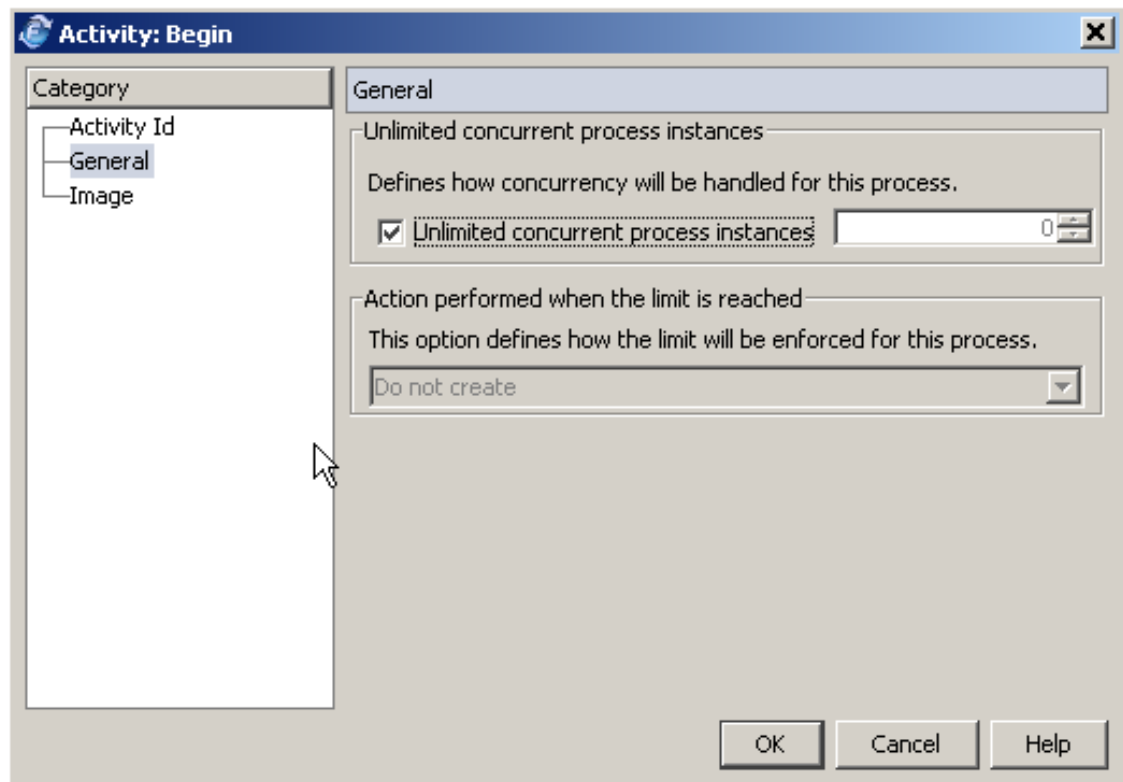 Activity: Begin
Category
Activity Id
General
Image
General
Unlimited concurrent process instances
Defines how concurrency will be handled for this process.
Unlimited concurrent process instances 0
Action performed when the limit is reached
This option defines how the limit will be enforced for this process.
Do not create
OK Cancel Help